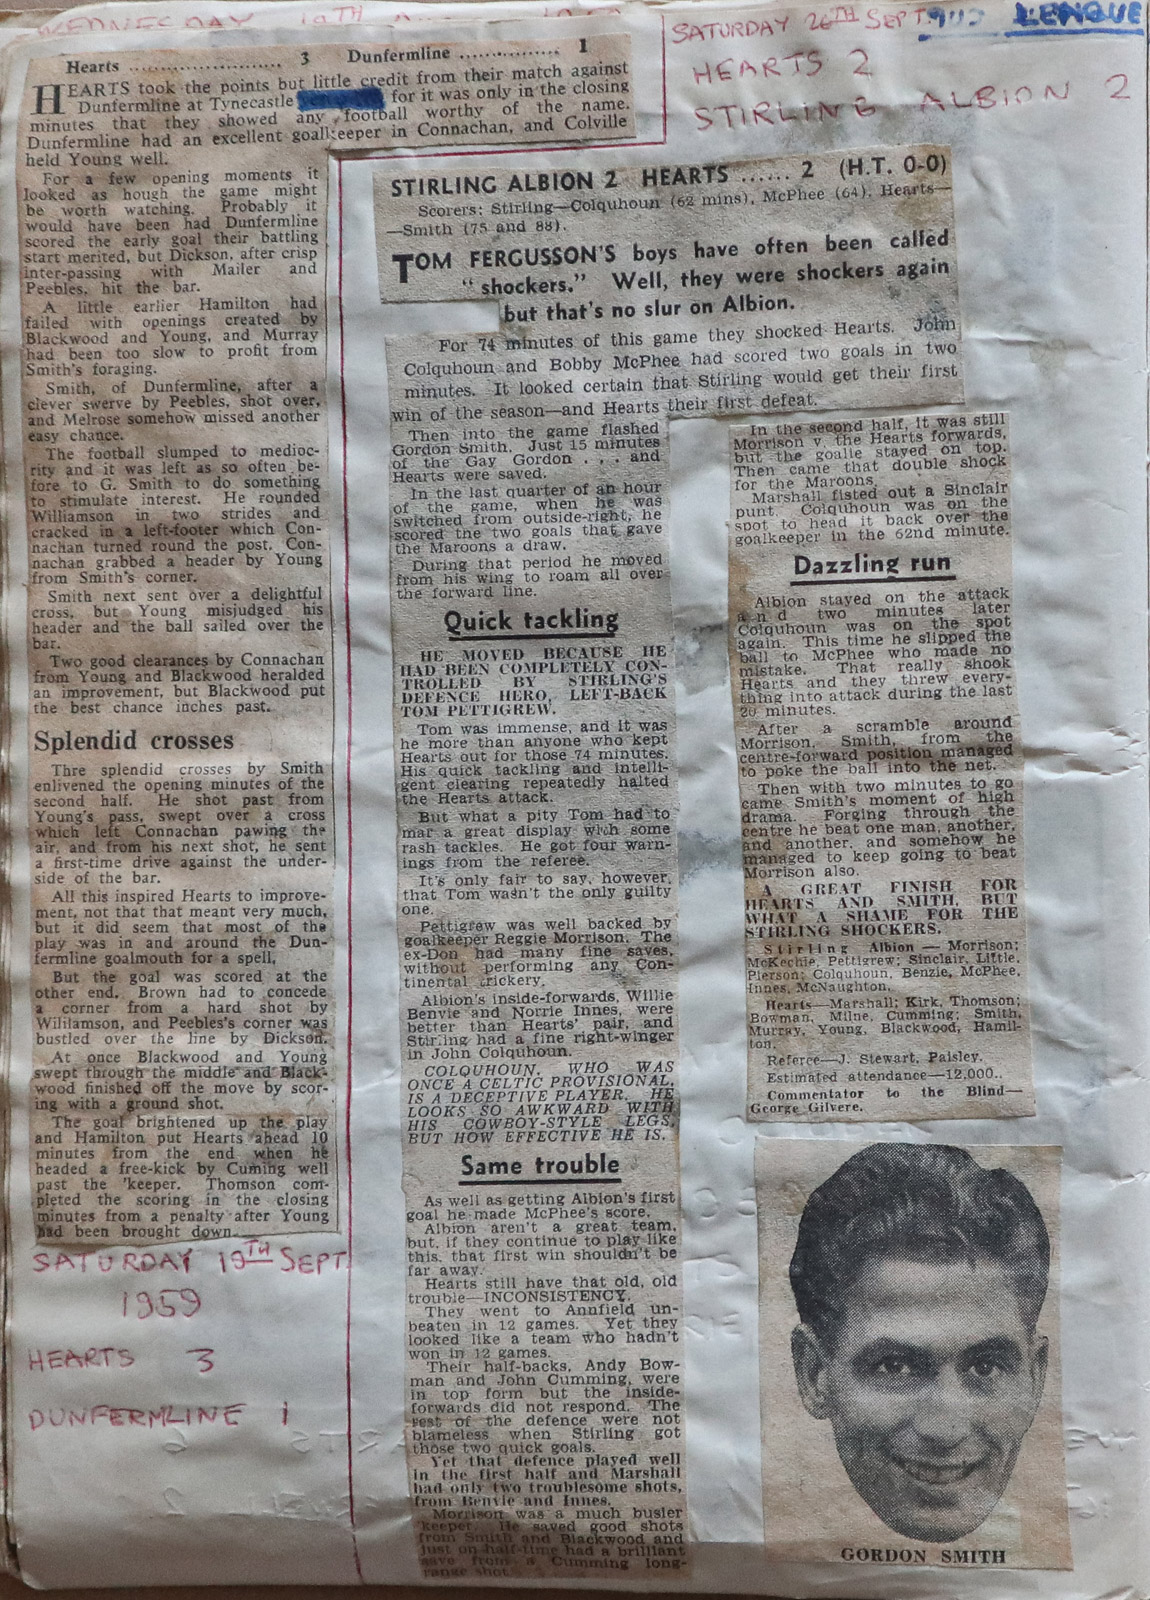 SATURDAY 26TH SEPT. LEAGUE
HEARTS 2
STIRLING ALBION 2
Hearts .................... 3 Dunfermline ............... 1
HEARTS took the points but little credit from their match against
Dunfermline at Tynecastle for it was only in the closing
minutes that they showed any football worthy of the name.
Dunfermline had an excellent goalkeeper in Connachan, and Colville
held Young well.
For a few opening moments it
looked as hough the game might
be worth watching. Probably it
would have been had Dunfermline
scored the early goal their battling
start merited, but Dickson, after crisp
inter-passing with Mailer and
Peebles, hit the bar.
A little earlier Hamilton had
failed with openings created by
Blackwood and Young, and Murray
had been too slow to profit from
Smith's foraging.
Smith, of Dunfermline, after a
clever swerve by Peebles, shot over,
and Melrose somehow missed another
easy chance.
The football slumped to medioc-
rity and it was left as so often be-
fore to G. Smith to do something
to stimulate interest. He rounded
Williamson in two strides and
cracked in a left-footer which Con-
nachan turned round the post. Con-
nachan grabbed a header by Young
from Smith's corner.
Smith next sent over a delightful
cross, but Young misjudged his
header and the ball sailed over the
bar.
Two good clearances by Connachan
from Young and Blackwood heralded
an improvement, but Blackwood put
the best chance inches past.
Splendid crosses
Thre splendid crosses by Smith
enlivened the opening minutes of the
second half. He shot past from
Young's pass, swept over a cross
which left Connachan pawing the
air, and from his next shot, he sent
a first-time drive against the under-
side of the bar.
All this inspired Hearts to improve-
ment, not that that meant very much,
but it did seem that most of the
play was in and around the Dun-
fermline goalmouth for a spell,
But the goal was scored at the
other end. Brown had to concede
a corner from a hard shot by
Wililamson, and Peebles's corner was
bustled over the line by Dickson.
At once Blackwood and Young
swept through the middle and Black-
wood finished off the move by scor-
ing with a ground shot.
The goal brightened up the play
and Hamilton put Hearts ahead 10
minutes from the end when he
headed a free-kick by Cuming well
past the 'keeper. Thomson com-
pleted the scoring in the closing
minutes from a penalty after Young
had been brought down.
SATURDAY 19TH SEPT
1959
HEARTS 3
DUNFERMLINE 1
STIRLING ALBION 2 HEARTS ...... 2 (H.T. 0-0)
Scorers: Stirling—Colquhoun (62 mins), McPhee (64). Hearts—
—Smith (75 and 88).
TOM FERGUSSON'S boys have often been called
"shockers." Well, they were shockers again
but that's no slur on Albion.
For 74 minutes of this game they shocked Hearts. John
Colquhoun and Bobby McPhee had scored two goals in two
minutes. It looked certain that Stirling would get their first
win of the season—and Hearts their first defeat.
Then into the game flashed
Gordon Smith. Just 15 minutes
of the Gay Gordon . . . and
Hearts were saved.
In the last quarter of an hour
of the game, when he was
switched from outside-right, he
scored the two goals that gave
the Maroons a draw.
During that period he moved
from his wing to roam all over
the forward line.
Quick tackling
HE MOVED BECAUSE HE
HAD BEEN COMPLETELY CON-
TROLLED BY STIRLING'S
DEFENCE HERO, LEFT-BACK
TOM PETTIGREW.
Tom was immense, and it was
he more than anyone who kept
Hearts out for those 74 minutes.
His quick tackling and intelli-
gent clearing repeatedly halted
the Hearts attack.
But what a pity Tom had to
mar a great display with some
rash tackles. He got four warn-
ings from the referee.
It's only fair to say, however,
that Tom wasn't the only guilty
one.
Pettigrew was well backed by
goalkeeper Reggie Morrison. The
ex-Don had many fine saves,
without performing any Con-
tinental trickery.
Albion's inside-forwards, Willie
Benvie and Norrie Innes, were
better than Hearts' pair, and
Stirling had a fine right-winger
in John Colquhoun.
COLQUHOUN, WHO WAS
ONCE A CELTIC PROVISIONAL,
IS A DECEPTIVE PLAYER. HE
LOOKS SO AWKWARD WITH
HIS COWBOY-STYLE LEGS,
BUT HOW EFFECTIVE HE IS.
Same trouble
As well as getting Albion's first
goal he made McPhee's score.
Albion aren't a great team,
but, if they continue to play like
this, that first win shouldn't be
far away.
Hearts still have that old, old
trouble—INCONSISTENCY.
They went to Annfield un-
beaten in 12 games. Yet they
looked like a team who hadn't
won in 12 games.
Their half-backs, Andy Bow-
man and John Cumming, were
in top form but the inside-
forwards did not respond. The
rest of the defence were not
blameless when Stirling got
those two quick goals.
Yet that defence played well
in the first half and Marshall
had only two troublesome shots,
from Benvie and Innes.
Morrison was a much busier
keeper. He saved good shots
from Smith and Blackwood and
just on half-time had a brilliant
save from a Cumming long-
range shot.
In the second half, it was still
Morrison v. the Hearts forwards,
but the goalie stayed on top.
Then came that double shock
for the Maroons.
Marshall fisted out a Sinclair
punt. Colquhoun was on the
spot to head it back over the
goalkeeper in the 62nd minute.
Dazzling run
Albion stayed on the attack
and two minutes later
Colquhoun was on the spot
again. This time he slipped the
ball to McPhee who made no
mistake. That really shook
Hearts and they threw every-
thing into attack during the last
20 minutes.
After a scramble around
Morrison, Smith, from the
centre-forward position managed
to poke the ball into the net.
Then with two minutes to go
came Smith's moment of high
drama. Forging through the
centre he beat one man, another,
and another, and somehow he
managed to keep going to beat
Morrison also.
A GREAT FINISH FOR
HEARTS AND SMITH, BUT
WHAT A SHAME FOR THE
STIRLING SHOCKERS.
Stirling Albion — Morrison;
McKechie, Pettigrew; Sinclair, Little,
Pierson; Colquhoun, Benzie, McPhee,
Innes, McNaughton.
Hearts—Marshall; Kirk, Thomson;
Bowman, Milne, Cumming; Smith,
Murray, Young, Blackwood, Hamil-
ton.
Referee—J. Stewart, Paisley.
Estimated attendance—12,000..
Commentator to the Blind—
George Gilvere.
GORDON SMITH